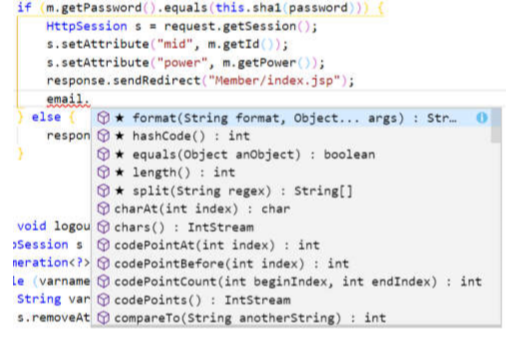 if (m.getPassword().equals(this.sha1(password))) {
HttpSession s = request.getSession();
s.setAttribute("mid", m.getId());
s.setAttribute("power", m.getPower());
response.sendRedirect("Member/index.jsp");
email.
} else {
respon
}
★ format(String format, Object... args) : Str…
★ hashCode() : int
★ equals(Object anObject) : boolean
★ length() : int
★ split(String regex) : String[]
charAt(int index) : char
chars() : IntStream
codePointAt(int index) : int
codePointBefore(int index) : int
codePointCount(int beginIndex, int endIndex) : int
codePoints() : IntStream
compareTo(String anotherString) : int
void logou
oSession s
meration<?>
le (varname
String var
s.removeAt